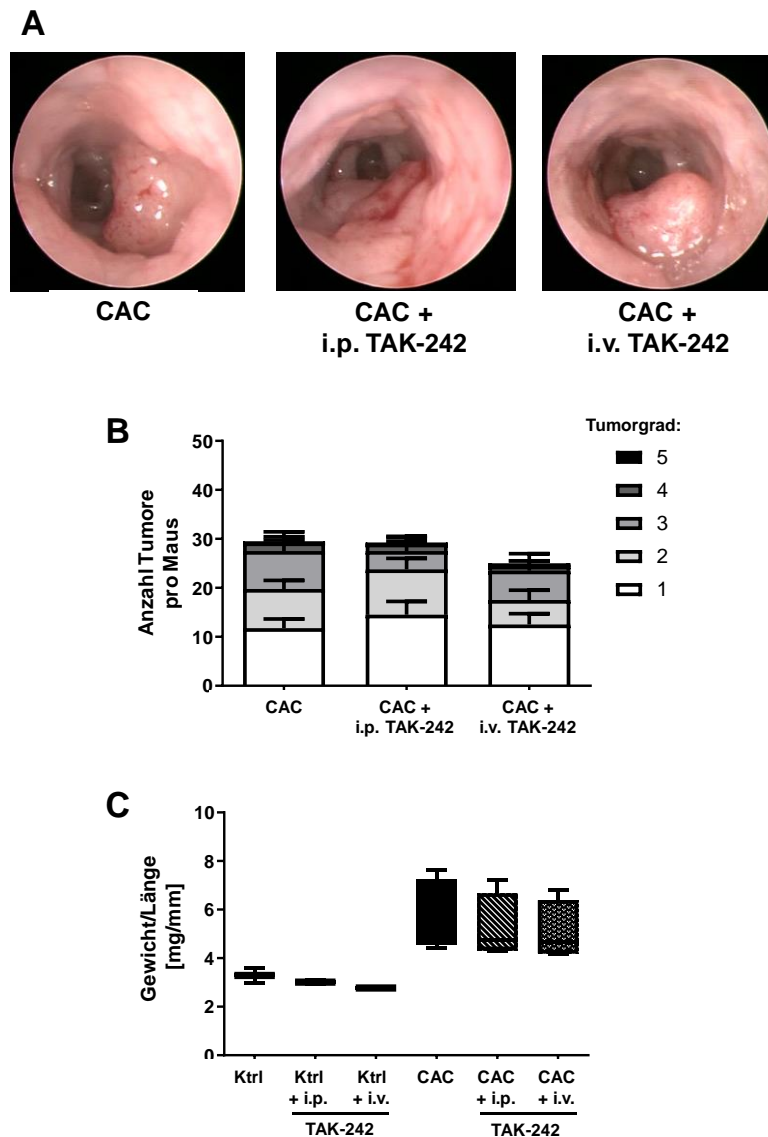 A
CAC
CAC +
i.p. TAK-242
CAC +
i.v. TAK-242
B
Anzahl Tumore
pro Maus
50
40
30
20
10
0
CAC
CAC +
i.p. TAK-242
CAC +
i.v. TAK-242
Tumorgrad:
5
4
3
2
1
C
Gewicht/Länge
[mg/mm]
10
8
6
4
2
0
Ktrl
Ktrl
+ i.p.
Ktrl
+ i.v.
TAK-242
CAC
CAC
+ i.p.
CAC
+ i.v.
TAK-242